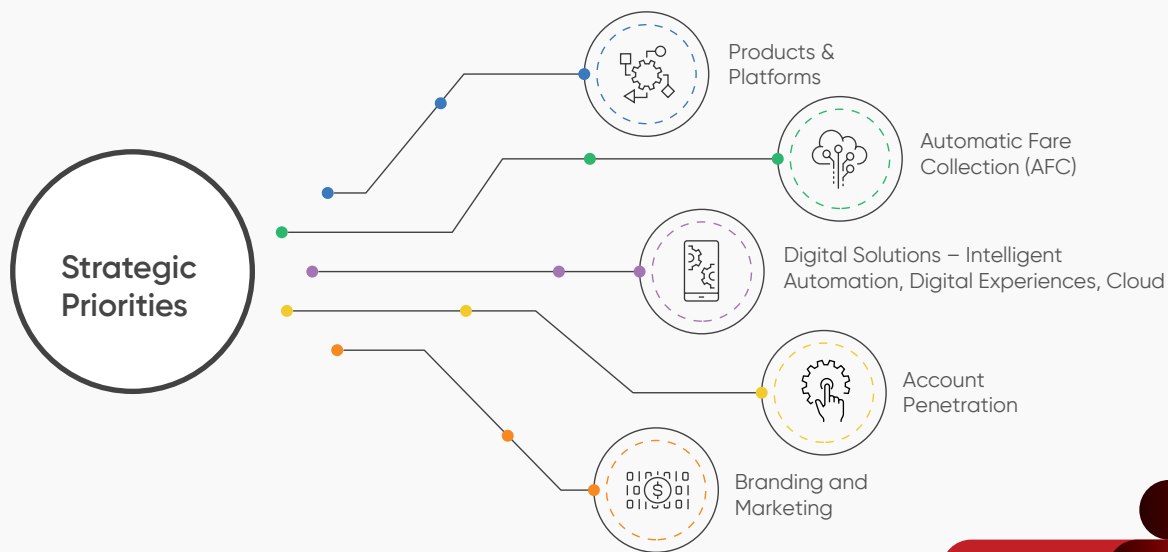 Strategic
Priorities
Products &
Platforms
Automatic Fare
Collection (AFC)
Digital Solutions – Intelligent
Automation, Digital Experiences, Cloud
Account
Penetration
$
Branding and
Marketing